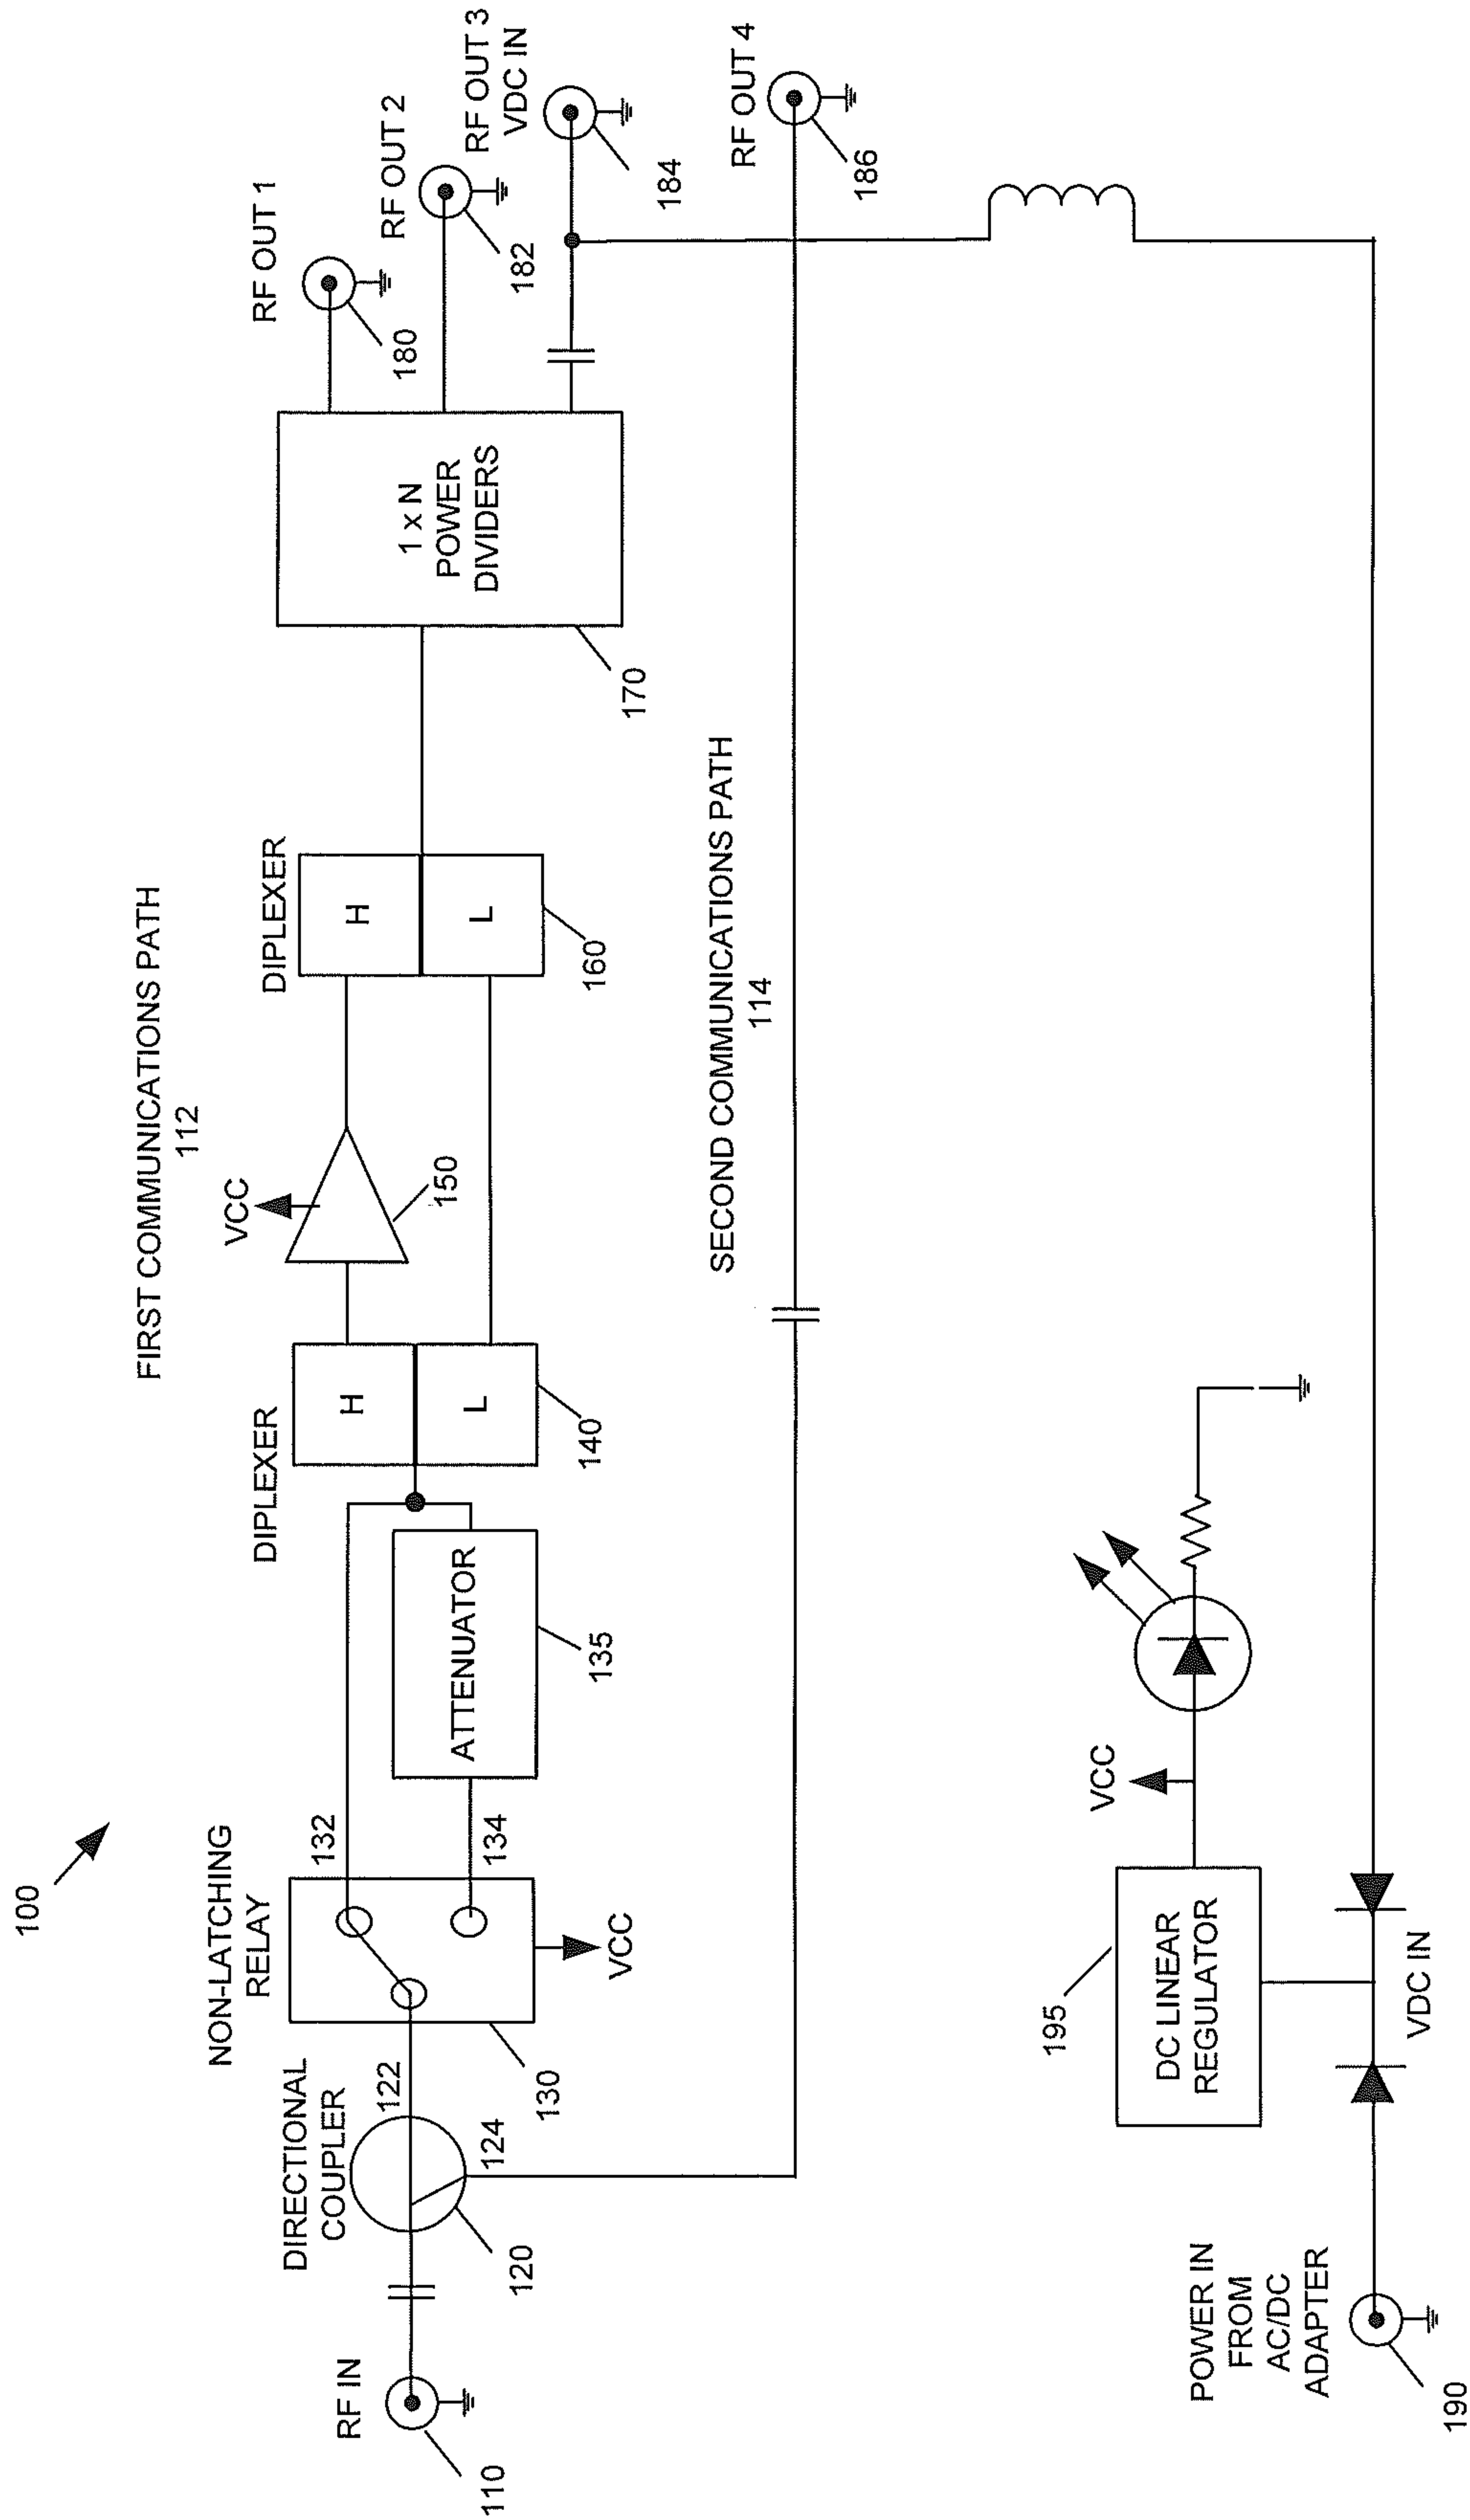 100
FIRST COMMUNICATIONS PATH
112
RF IN
110
DIRECTIONAL
COUPLER
120
122
124
NON-LATCHING
RELAY
130
132
134
VCC
ATTENUATOR
135
DIPLEXER
H
L
140
VCC
150
DIPLEXER
H
L
160
1 x N
POWER
DIVIDERS
170
RF OUT 1
180
RF OUT 2
182
RF OUT 3
VDC IN
184
RF OUT 4
186
SECOND COMMUNICATIONS PATH
114
195
DC LINEAR
REGULATOR
VCC
POWER IN
FROM
AC/DC
ADAPTER
190
VDC IN